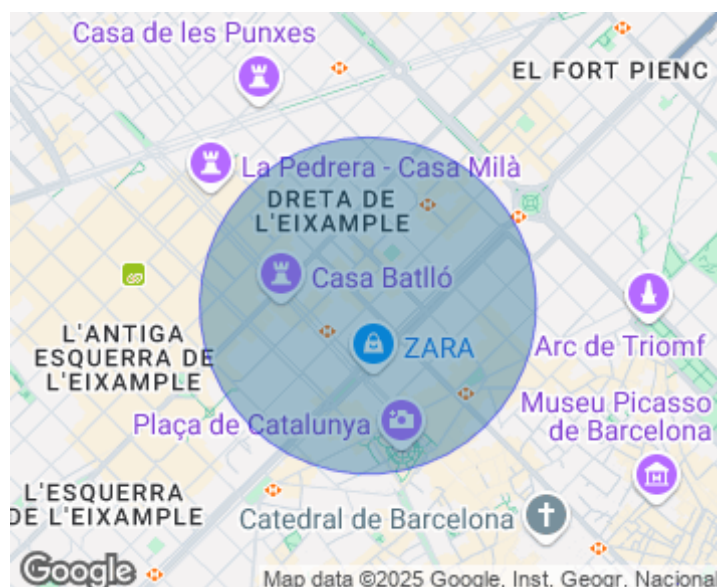 Casa de les Punxes
EL FORT PIENC
La Pedrera - Casa Milà
DRETA DE
L'EIXAMPLE
Casa Batlló
L'ANTIGA
ESQUERRA DE
L'EIXAMPLE
ZARA
Arc de Triomf
Plaça de Catalunya
Museu Picasso
de Barcelona
L'ESQUERRA
DE L'EIXAMPLE
Catedral de Barcelona
Google
Map data ©2025 Google, Inst. Geogr. Nacional